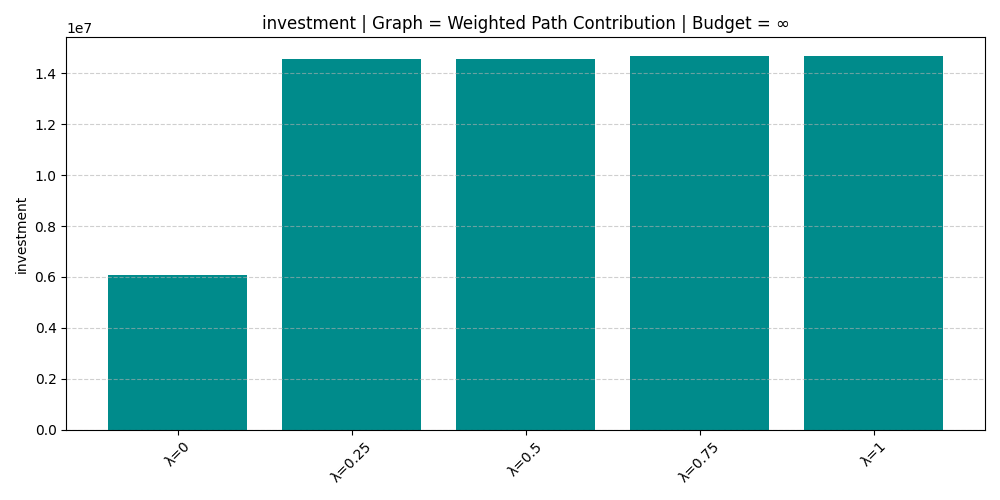 investment | Graph = Weighted Path Contribution | Budget = ∞
1e7
1.4
1.2
1.0
0.8
0.6
0.4
0.2
0.0
investment
λ=0
λ=0.25
λ=0.5
λ=0.75
λ=1